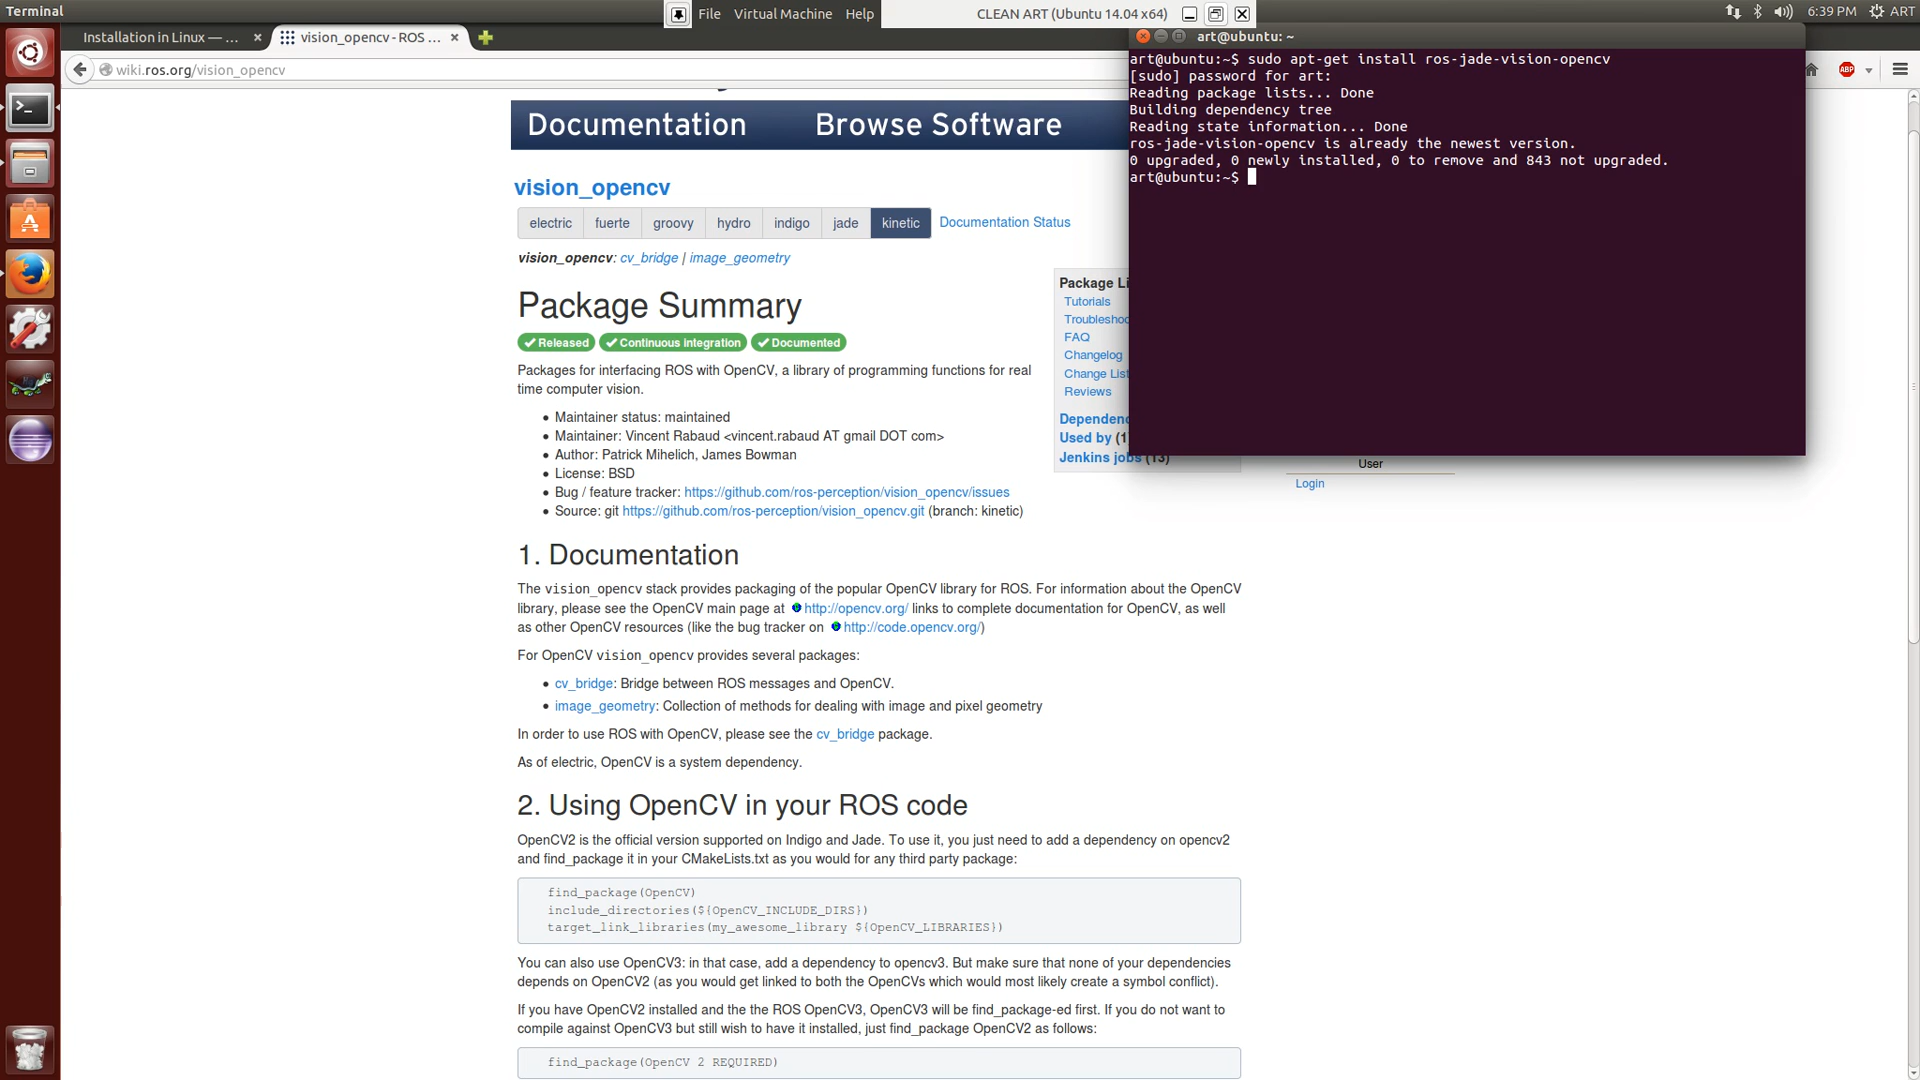 Terminal
File Virtual Machine Help
CLEAN ART (Ubuntu 14.04 x64)
6:39 PM ART
Installation in Linux — ...
vision_opencv - ROS ...
wiki.ros.org/vision_opencv
ABP
art@ubuntu: ~
art@ubuntu:~$ sudo apt-get install ros-jade-vision-opencv
[sudo] password for art:
Reading package lists... Done
Building dependency tree
Reading state information... Done
ros-jade-vision-opencv is already the newest version.
0 upgraded, 0 newly installed, 0 to remove and 843 not upgraded.
art@ubuntu:~$
Documentation Browse Software
vision_opencv
electric fuerte groovy hydro indigo jade kinetic Documentation Status
vision_opencv: cv_bridge | image_geometry
Package Summary
Released Continuous integration Documented
Packages for interfacing ROS with OpenCV, a library of programming functions for real
time computer vision.
• Maintainer status: maintained
• Maintainer: Vincent Rabaud <vincent.rabaud AT gmail DOT com>
• Author: Patrick Mihelich, James Bowman
• License: BSD
• Bug / feature tracker: https://github.com/ros-perception/vision_opencv/issues
• Source: git https://github.com/ros-perception/vision_opencv.git (branch: kinetic)
Package Li
Tutorials
Troublesho
FAQ
Changelog
Change List
Reviews
Dependenc
Used by (1
Jenkins jobs (13)
User
Login
1. Documentation
The vision_opencv stack provides packaging of the popular OpenCV library for ROS. For information about the OpenCV
library, please see the OpenCV main page at http://opencv.org/ links to complete documentation for OpenCV, as well
as other OpenCV resources (like the bug tracker on http://code.opencv.org/)
For OpenCV vision_opencv provides several packages:
• cv_bridge: Bridge between ROS messages and OpenCV.
• image_geometry: Collection of methods for dealing with image and pixel geometry
In order to use ROS with OpenCV, please see the cv_bridge package.
As of electric, OpenCV is a system dependency.
2. Using OpenCV in your ROS code
OpenCV2 is the official version supported on Indigo and Jade. To use it, you just need to add a dependency on opencv2
and find_package it in your CMakeLists.txt as you would for any third party package:
find_package(OpenCV)
include_directories(${OpenCV_INCLUDE_DIRS})
target_link_libraries(my_awesome_library ${OpenCV_LIBRARIES})
You can also use OpenCV3: in that case, add a dependency to opencv3. But make sure that none of your dependencies
depends on OpenCV2 (as you would get linked to both the OpenCVs which would most likely create a symbol conflict).
If you have OpenCV2 installed and the the ROS OpenCV3, OpenCV3 will be find_package-ed first. If you do not want to
compile against OpenCV3 but still wish to have it installed, just find_package OpenCV2 as follows:
find_package(OpenCV 2 REQUIRED)